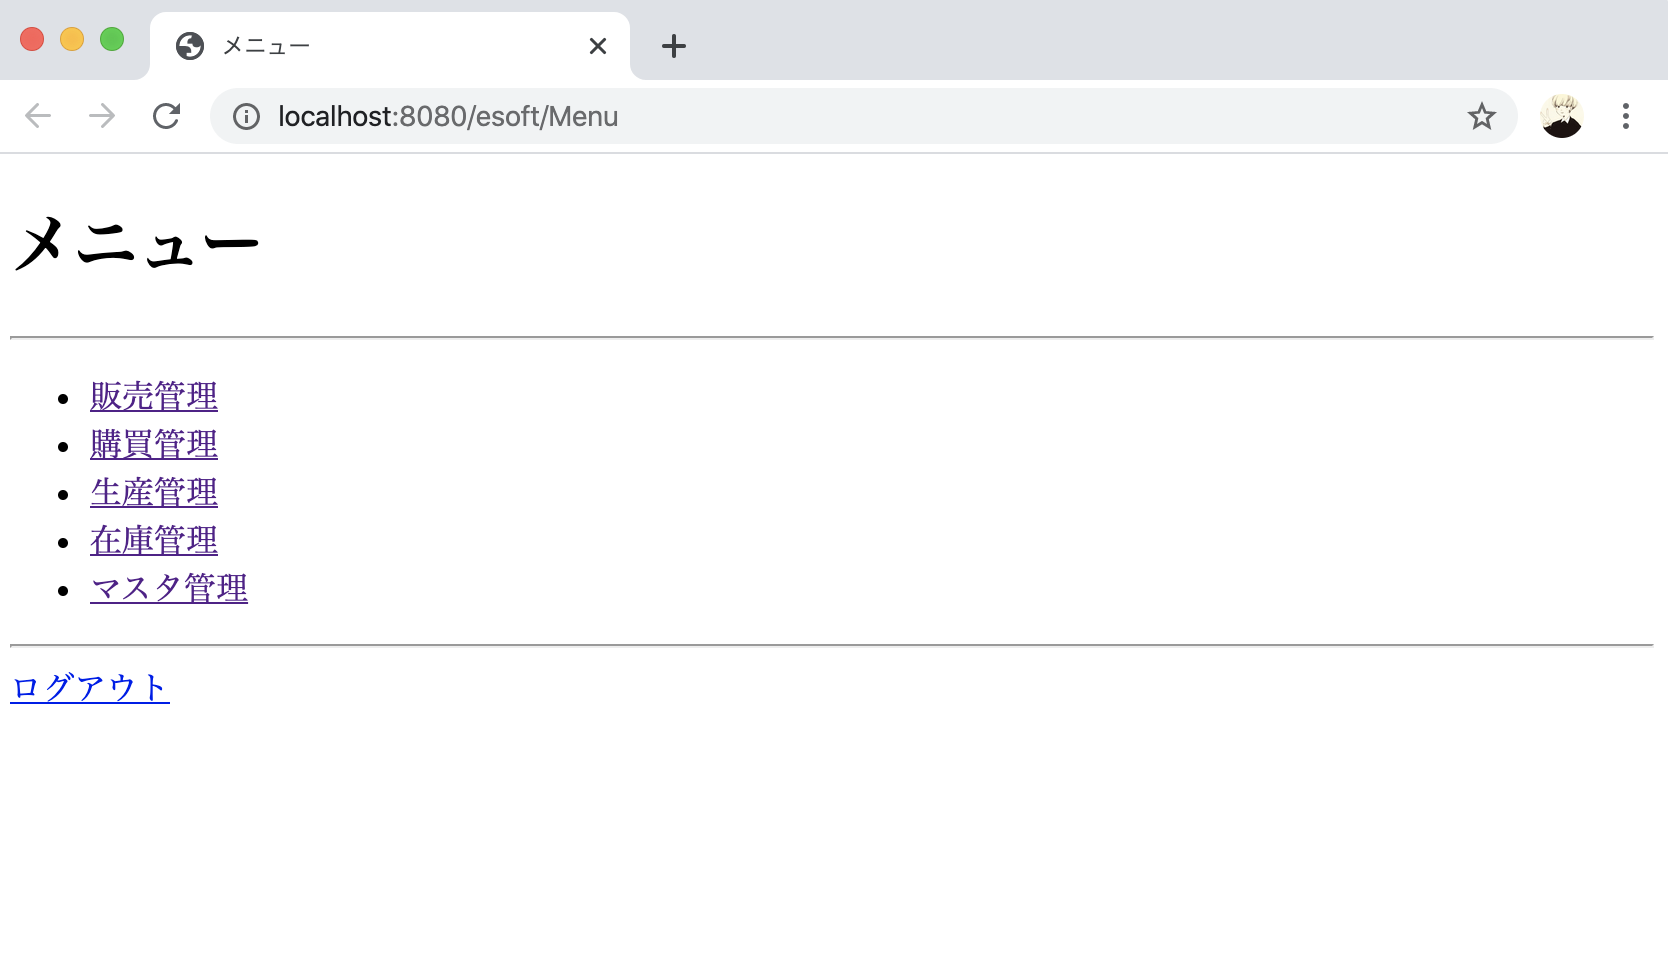 メニュー
localhost:8080/esoft/Menu
メニュー
販売管理
購買管理
生産管理
在庫管理
マスタ管理
ログアウト